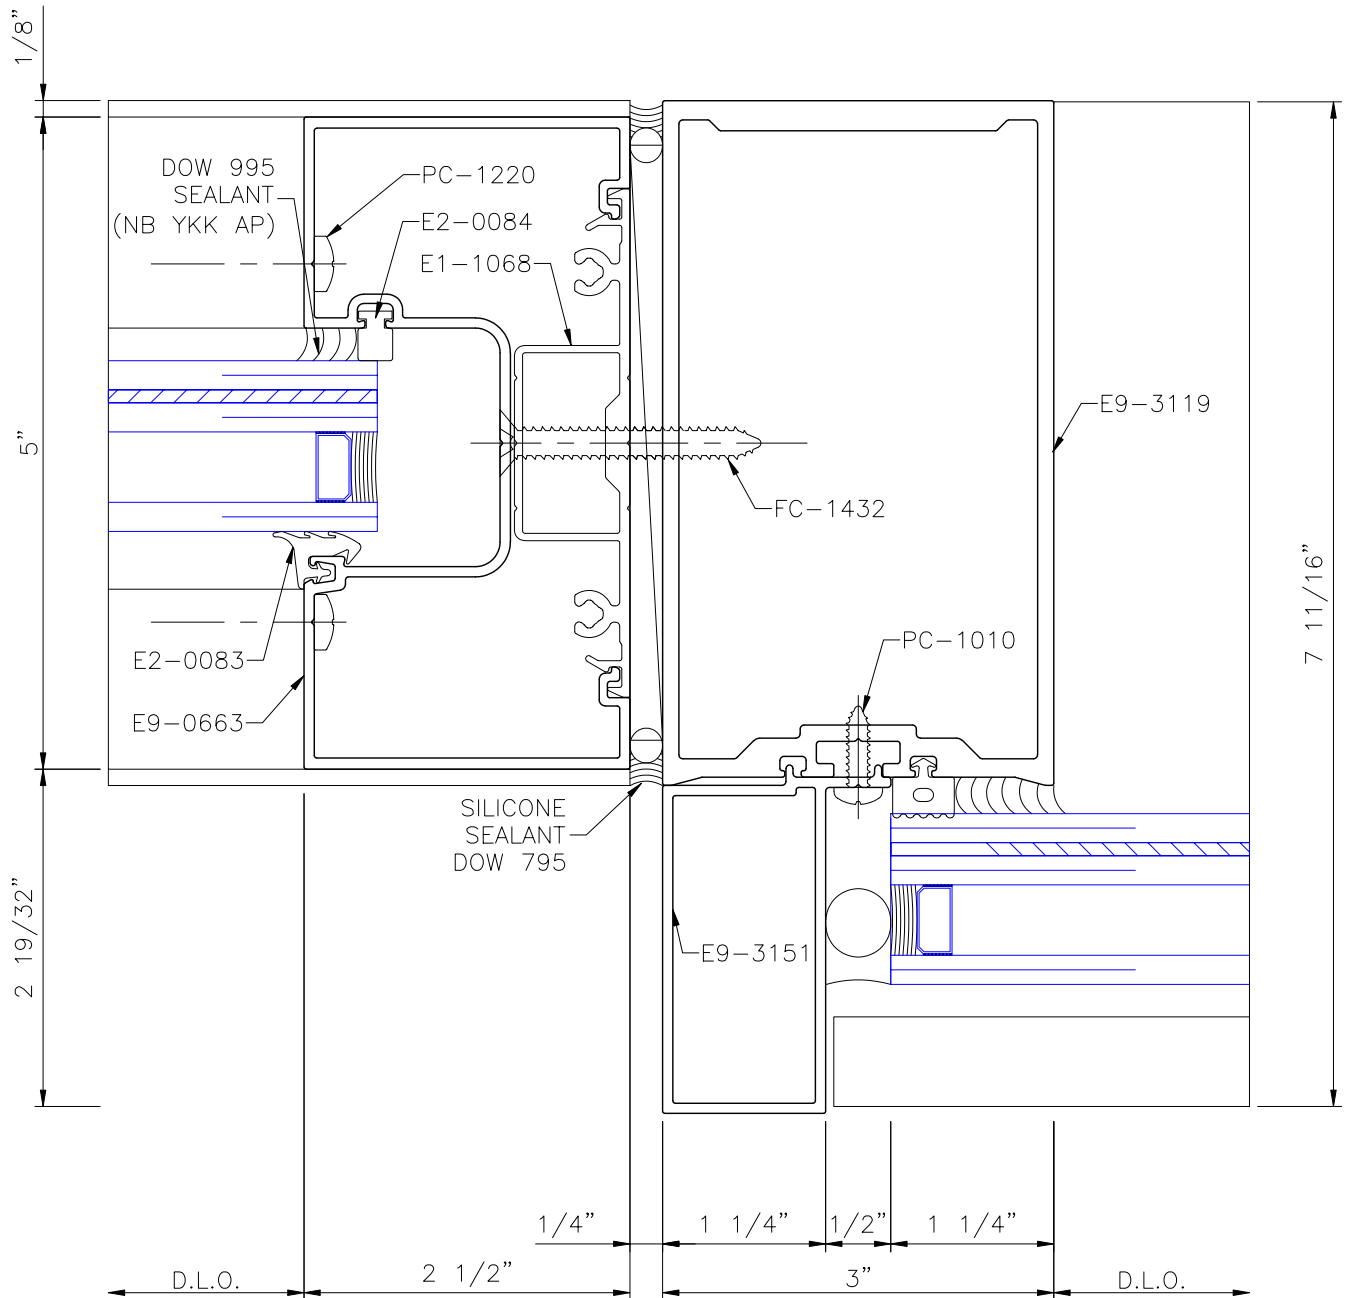 1/8"
DOW 995
SEALANT
(NB YKK AP)
PC-1220
E2-0084
E1-1068
E9-3119
5"
FC-1432
7 11/16"
PC-1010
E2-0083
E9-0663
SILICONE
SEALANT
DOW 795
2 19/32"
E9-3151
1/4"
1 1/4"
1/2"
1 1/4"
D.L.O.
2 1/2"
3"
D.L.O.